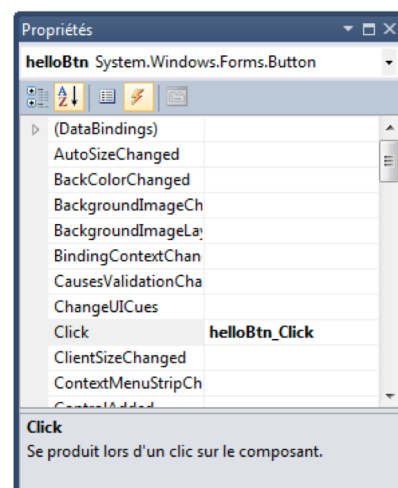 Propriétés
helloBtn System.Windows.Forms.Button
(DataBindings)
AutoSizeChanged
BackColorChanged
BackgroundImageCh
BackgroundImageLay
BindingContextChan
CausesValidationCha
ChangeUICues
Click helloBtn_Click
ClientSizeChanged
ContextMenuStripCh
ControlAdded
Click
Se produit lors d'un clic sur le composant.